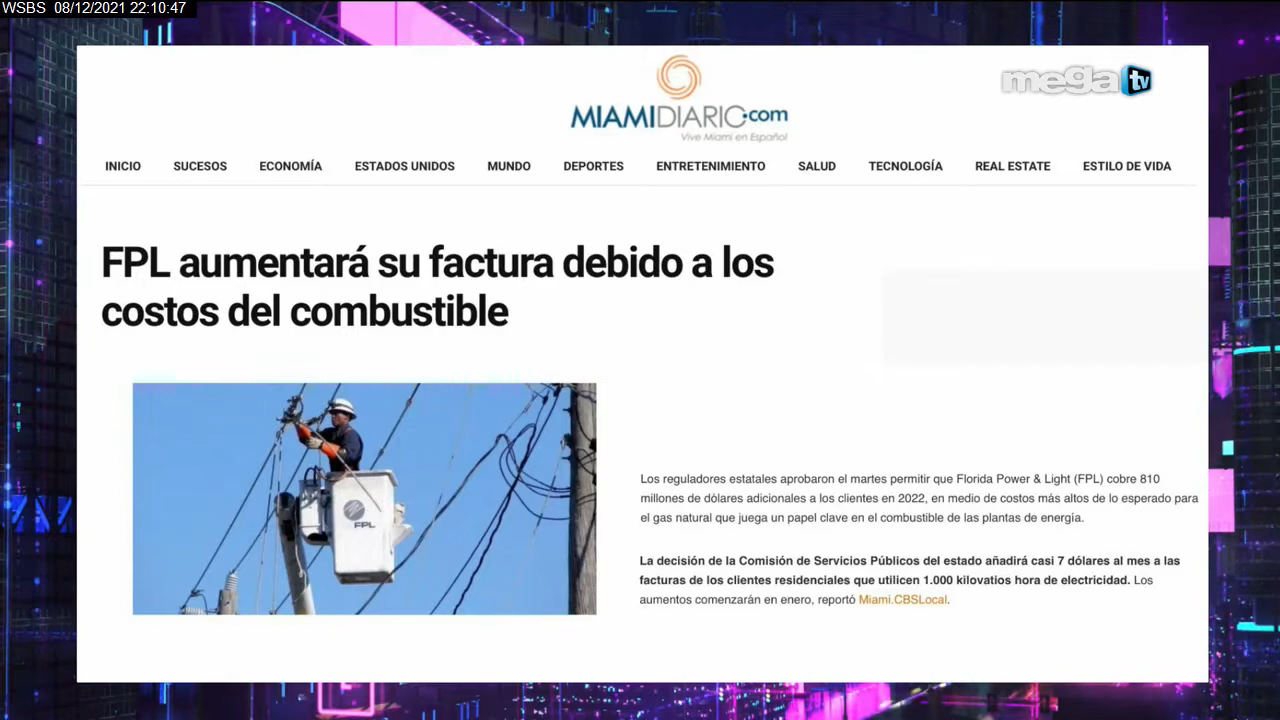 WSBS 08/12/2021 22:10:47
mega tv
MIAMIDIARIO.com
Vive Miami en Español
INICIO SUCESOS ECONOMÍA ESTADOS UNIDOS MUNDO DEPORTES ENTRETENIMIENTO SALUD TECNOLOGÍA REAL ESTATE ESTILO DE VIDA
FPL aumentará su factura debido a los
costos del combustible
FPL
Los reguladores estatales aprobaron el martes permitir que Florida Power & Light (FPL) cobre 810
millones de dólares adicionales a los clientes en 2022, en medio de costos más altos de lo esperado para
el gas natural que juega un papel clave en el combustible de las plantas de energía.
La decisión de la Comisión de Servicios Públicos del estado añadirá casi 7 dólares al mes a las
facturas de los clientes residenciales que utilicen 1.000 kilovatios hora de electricidad. Los
aumentos comenzarán en enero, reportó Miami.CBSLocal.